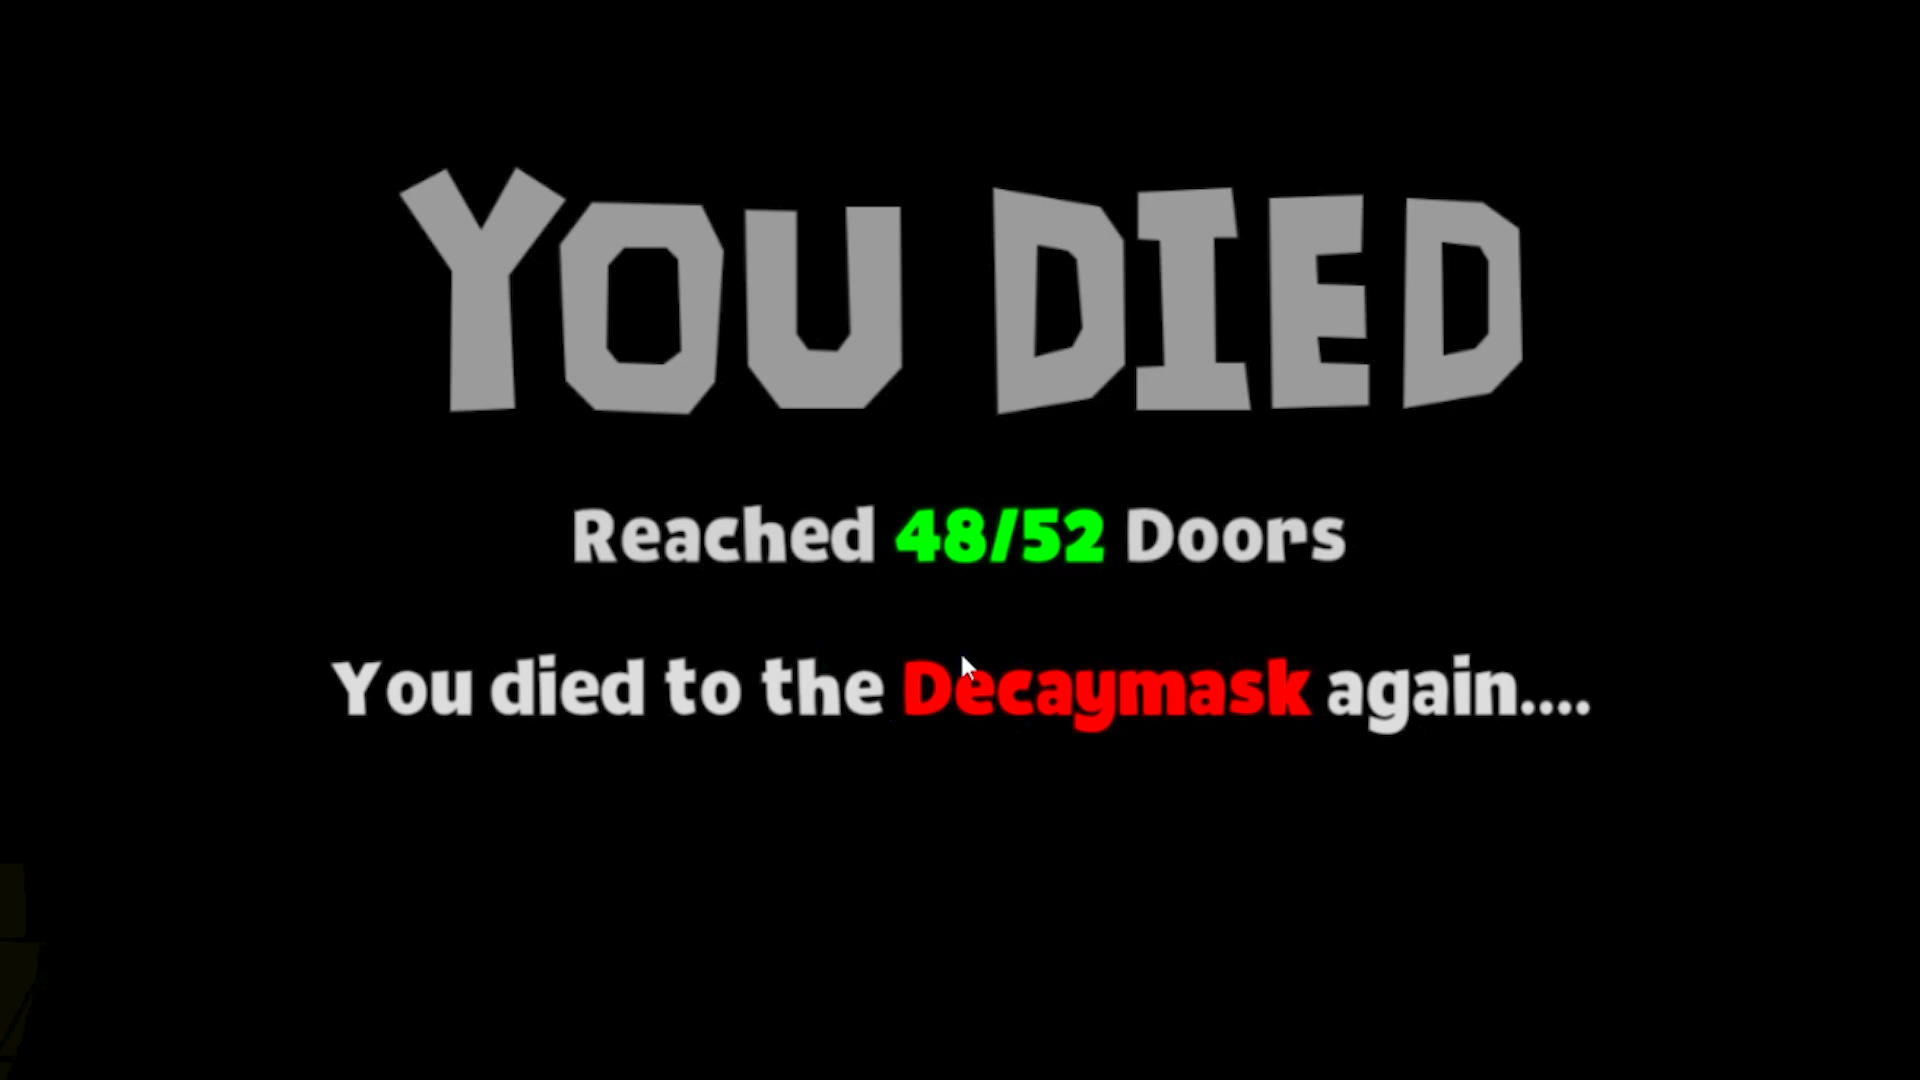 YOU DIED
Reached 48/52 Doors
You died to the Decaymask again....